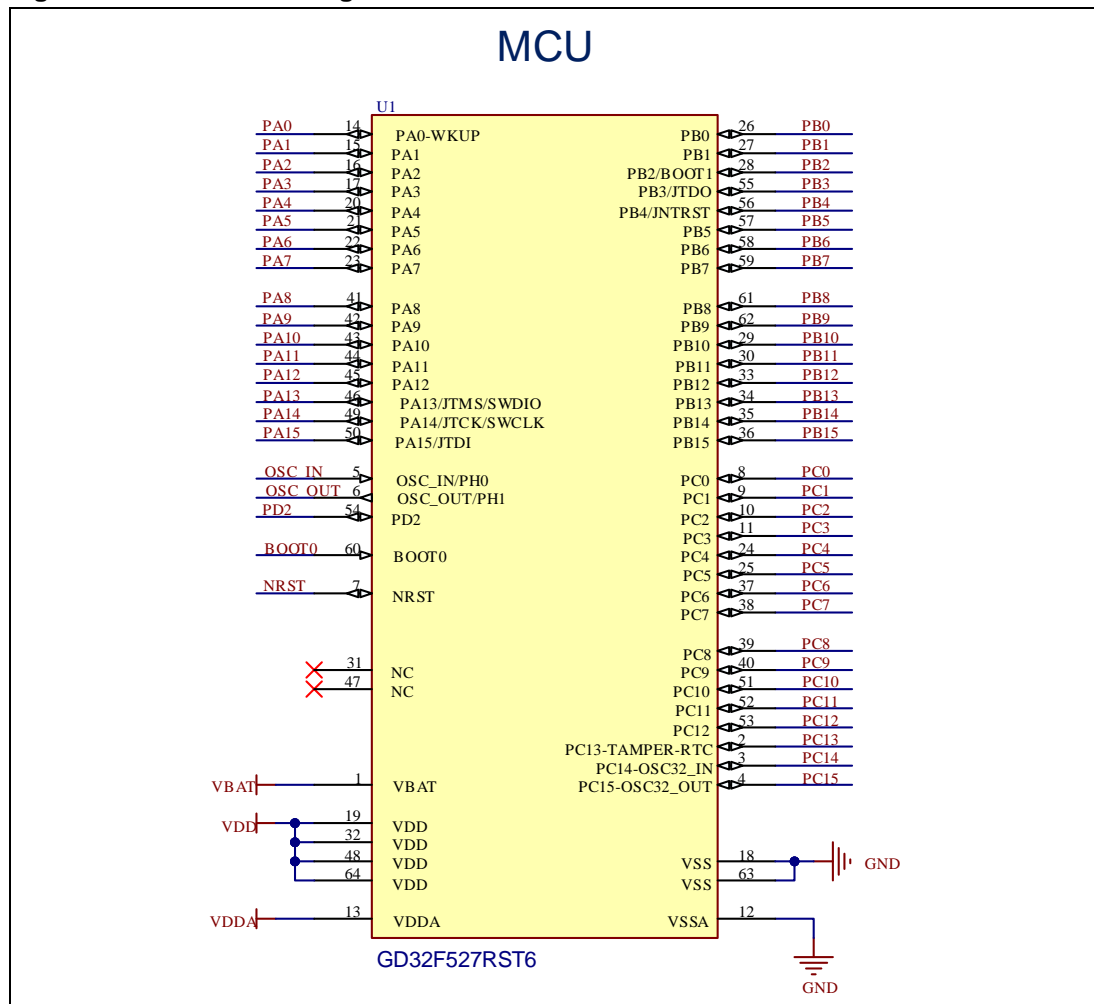 MCU
U1
PA0 14 PA0-WKUP PB0 26 PB0
PA1 15 PA1 PB1 27 PB1
PA2 16 PA2 PB2/BOOT1 28 PB2
PA3 17 PA3 PB3/JTDO 55 PB3
PA4 20 PA4 PB4/JNTRST 56 PB4
PA5 21 PA5 PB5 57 PB5
PA6 22 PA6 PB6 58 PB6
PA7 23 PA7 PB7 59 PB7
PA8 41 PA8 PB8 61 PB8
PA9 42 PA9 PB9 62 PB9
PA10 43 PA10 PB10 29 PB10
PA11 44 PA11 PB11 30 PB11
PA12 45 PA12 PB12 33 PB12
PA13 46 PA13/JTMS/SWDIO PB13 34 PB13
PA14 49 PA14/JTCK/SWCLK PB14 35 PB14
PA15 50 PA15/JTDI PB15 36 PB15
OSC_IN 5 OSC_IN/PH0 PC0 8 PC0
OSC_OUT 6 OSC_OUT/PH1 PC1 9 PC1
PD2 54 PD2 PC2 10 PC2
PC3 11 PC3
BOOT0 60 BOOT0 PC4 24 PC4
PC5 25 PC5
NRST 7 NRST PC6 37 PC6
PC7 38 PC7
PC8 39 PC8
31 NC PC9 40 PC9
47 NC PC10 51 PC10
PC11 52 PC11
PC12 53 PC12
PC13-TAMPER-RTC 2 PC13
PC14-OSC32_IN 3 PC14
VBAT 1 VBAT PC15-OSC32_OUT 4 PC15
VDD 19 VDD
32 VDD
48 VDD VSS 18 GND
64 VDD VSS 63
VDDA 13 VDDA VSSA 12
GD32F527RST6
GND